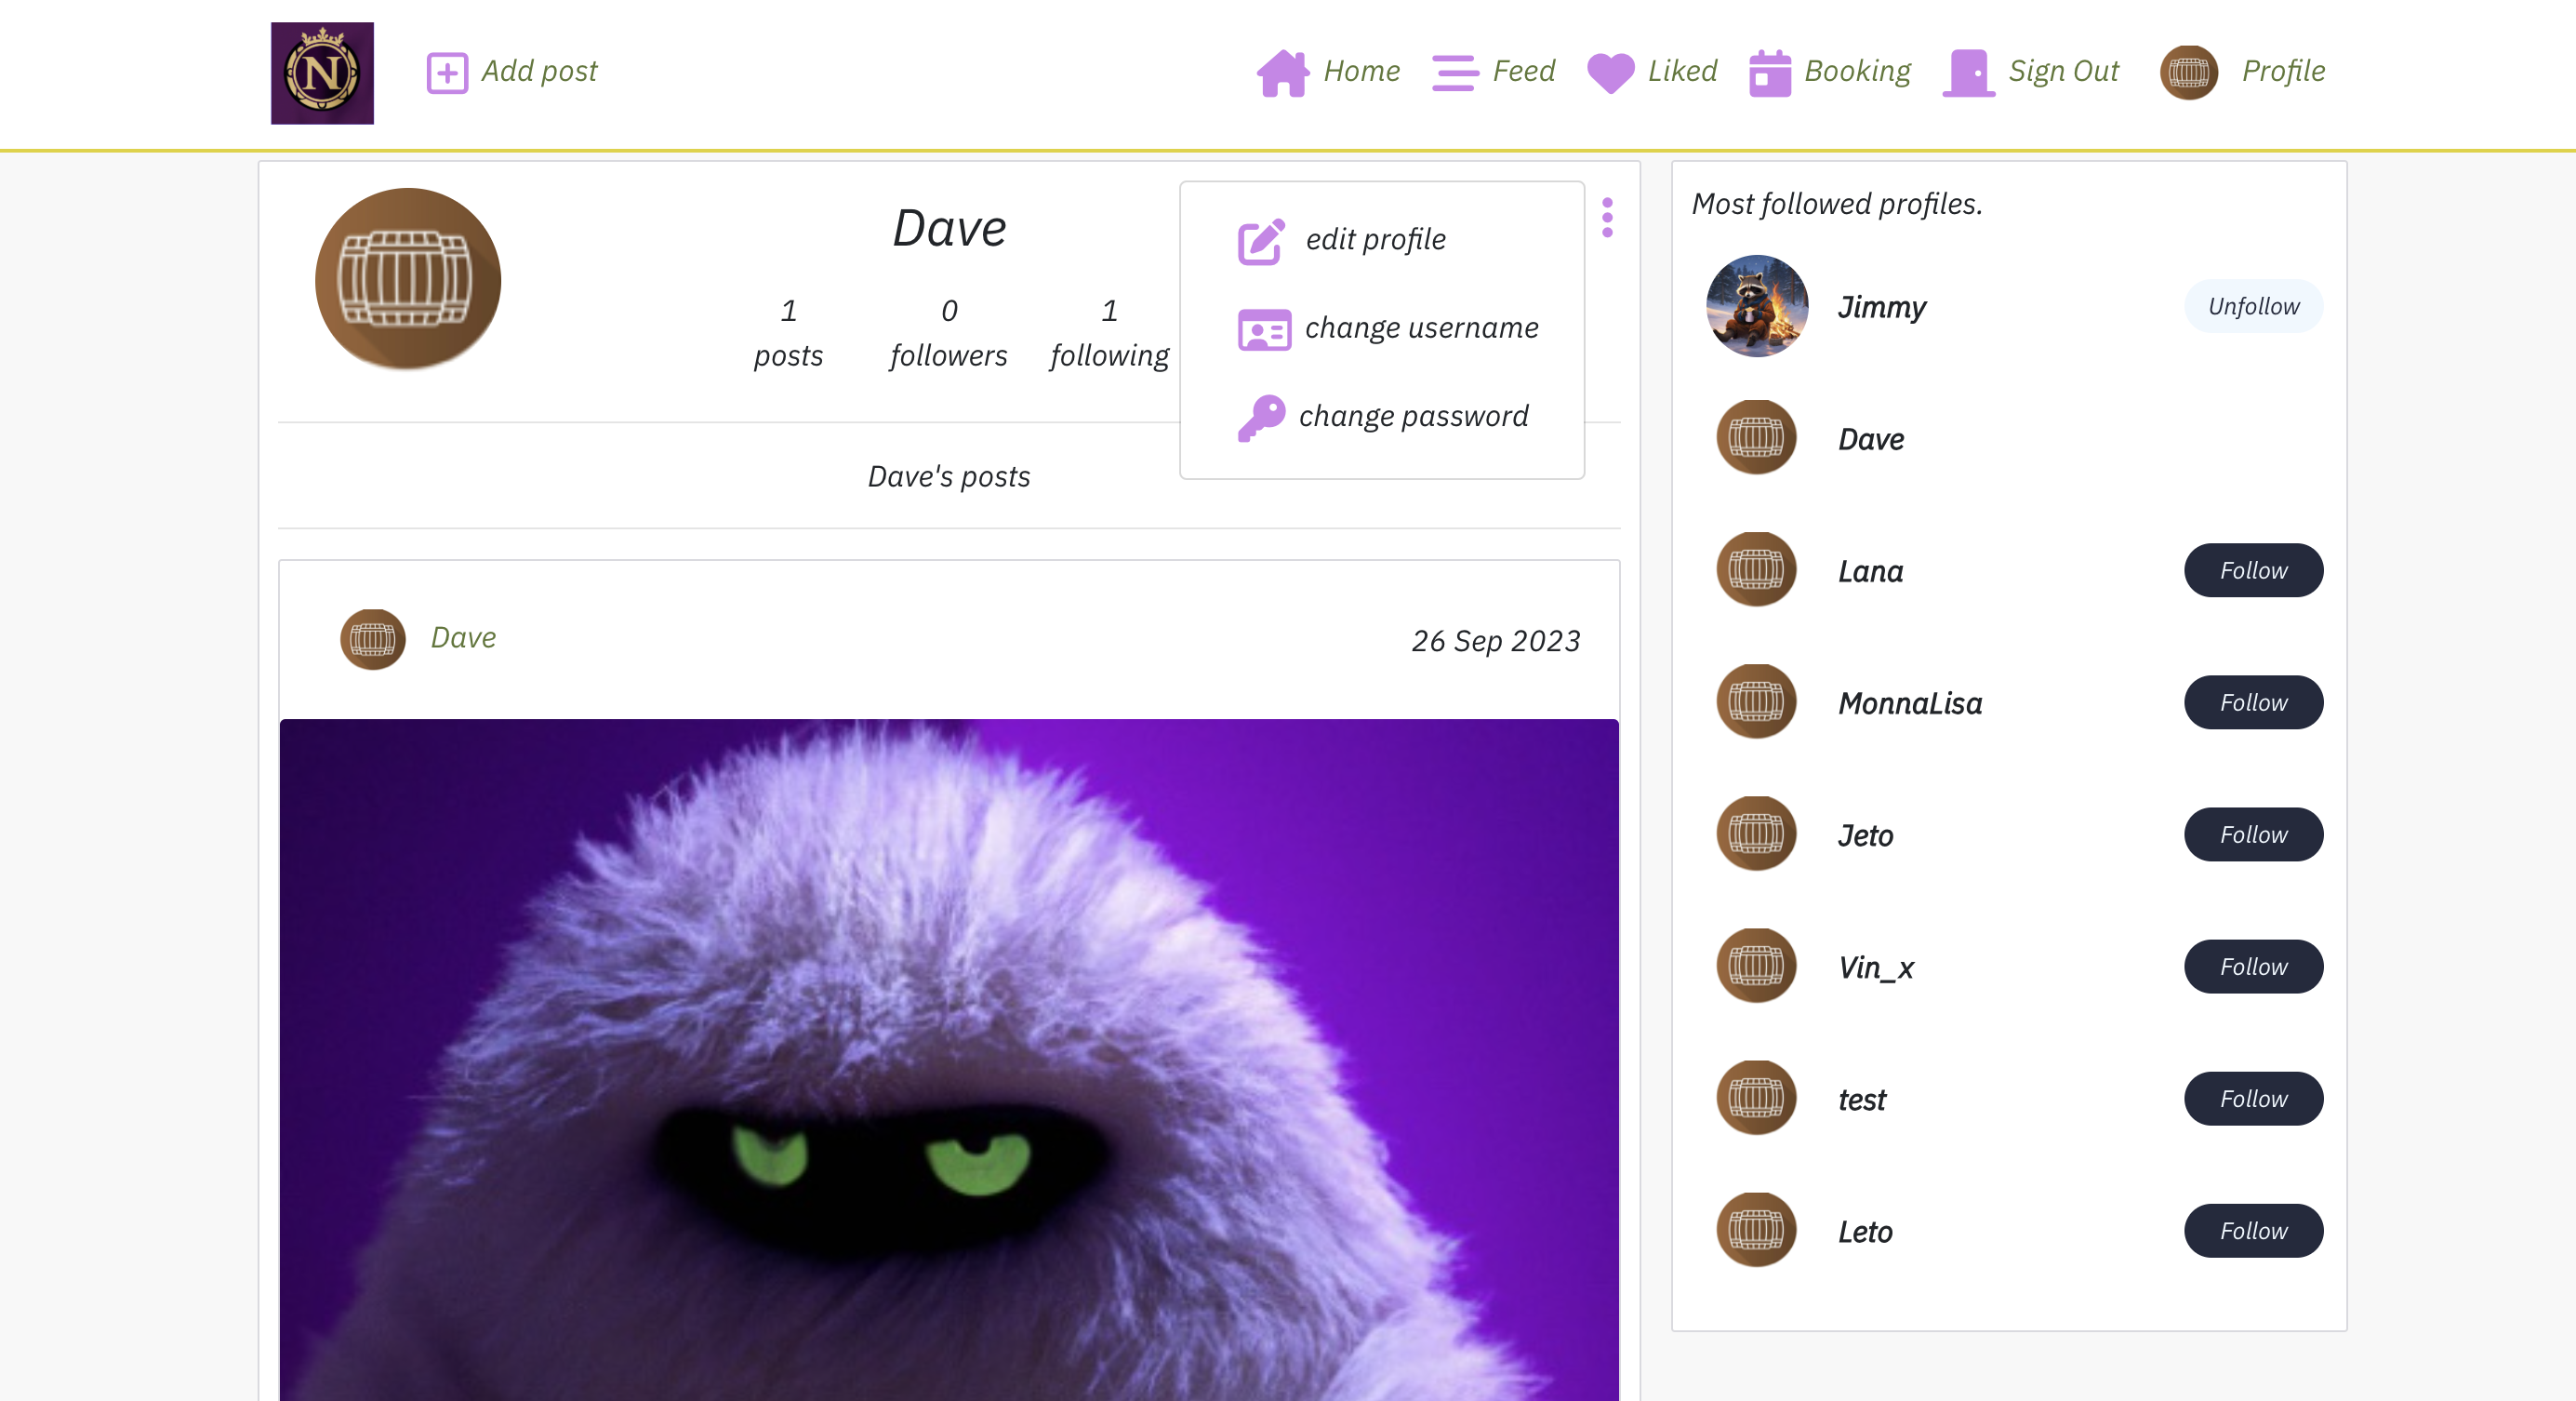 N
Add post
Home
Feed
Liked
Booking
Sign Out
Profile
Dave
1
posts
0
followers
1
following
edit profile
change username
change password
Dave's posts
Dave
26 Sep 2023
Most followed profiles.
Jimmy
Unfollow
Dave
Lana
Follow
MonnaLisa
Follow
Jeto
Follow
Vin_x
Follow
test
Follow
Leto
Follow